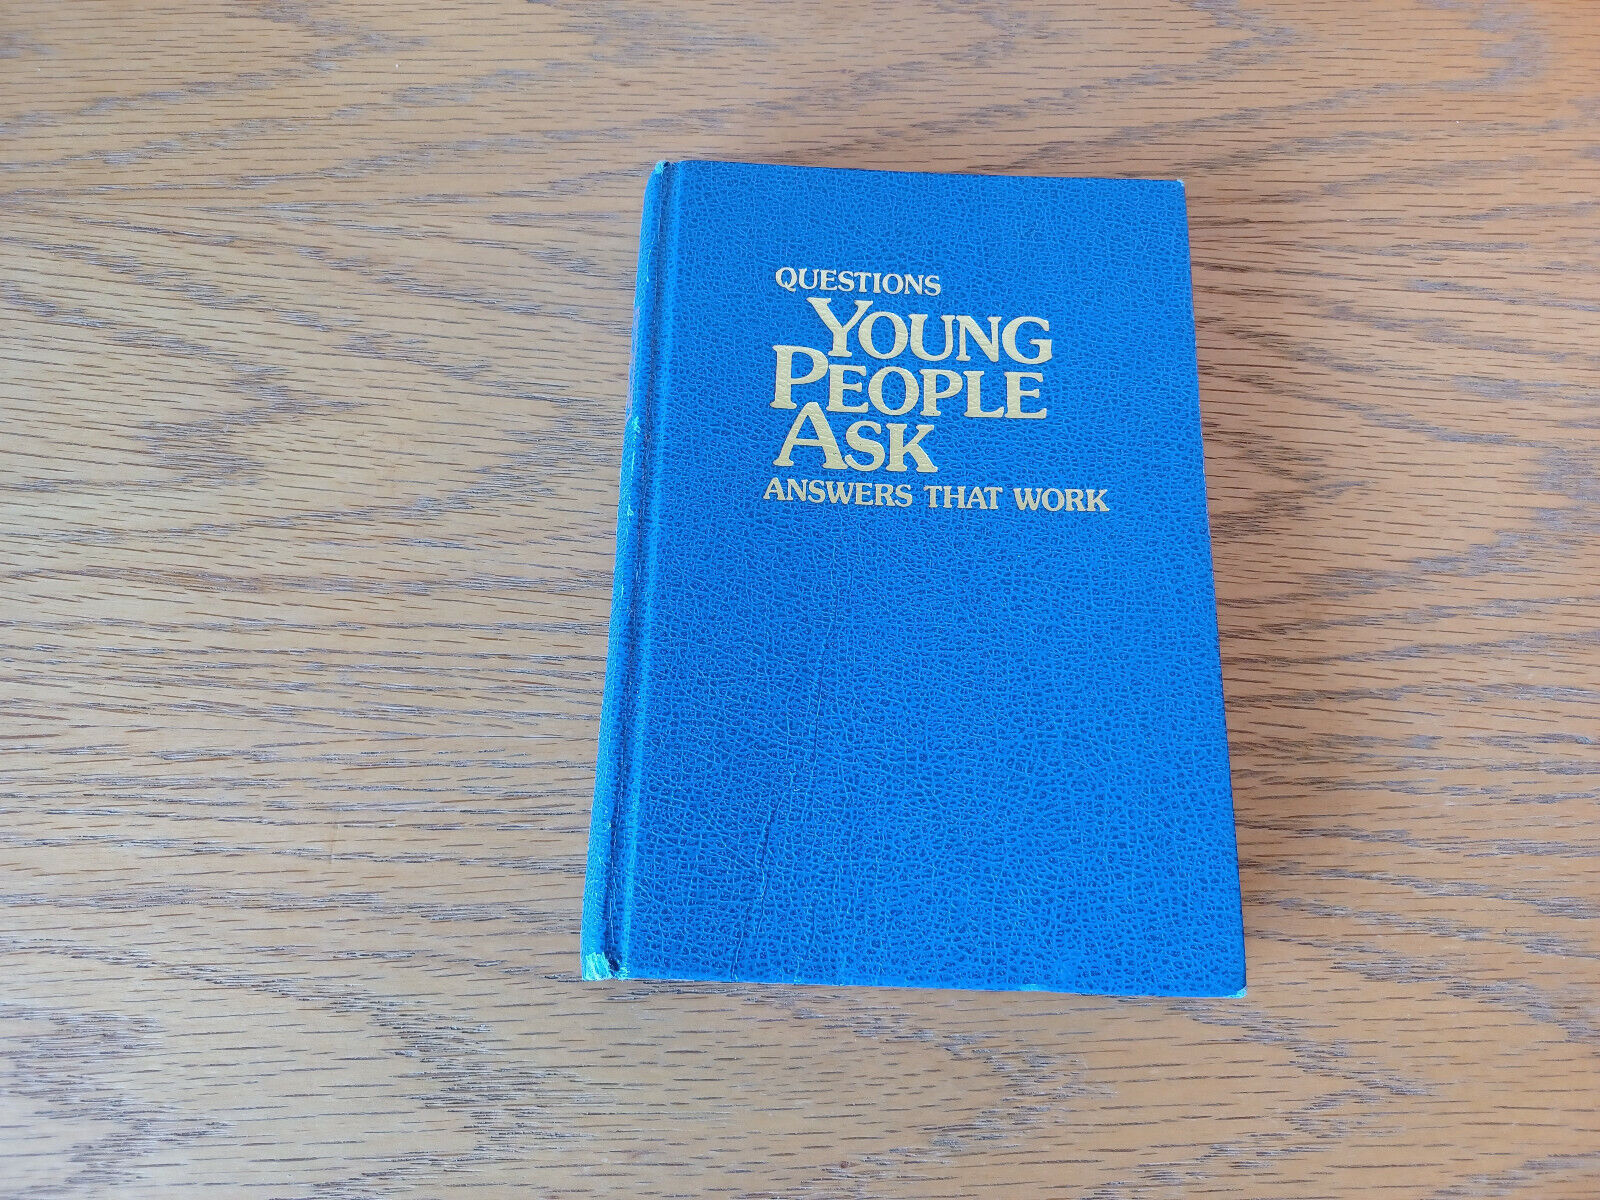 QUESTIONS
YOUNG
PEOPLE
ASK
ANSWERS THAT WORK